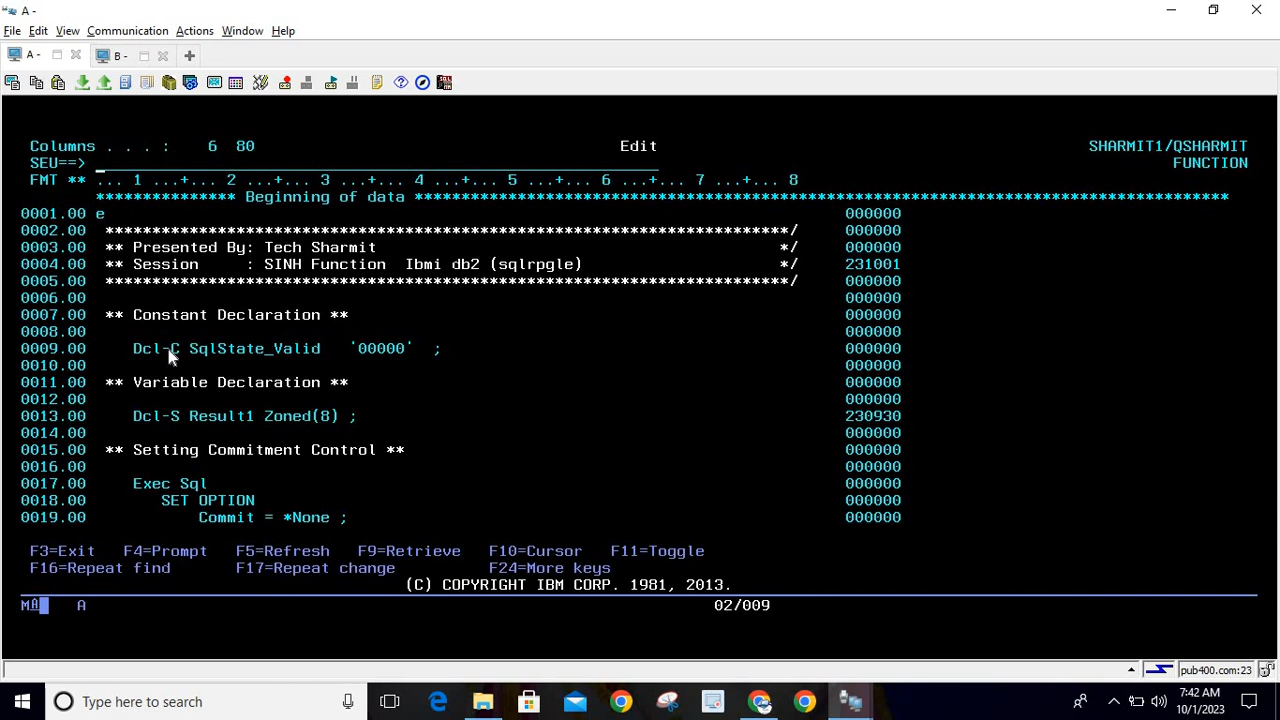 A -
File Edit View Communication Actions Window Help
A - B -
Columns . . . : 6 80 Edit SHARMIT1/QSHARMIT
SEU==> FUNCTION
FMT ** ... 1 ...+... 2 ...+... 3 ...+... 4 ...+... 5 ...+... 6 ...+... 7 ...+... 8
*************** Beginning of data ***************************************************************************************
0001.00 e 000000
0002.00 *************************************************************************/ 000000
0003.00 ** Presented By: Tech Sharmit */ 000000
0004.00 ** Session : SINH Function Ibmi db2 (sqlrpgle) */ 231001
0005.00 *************************************************************************/ 000000
0006.00 000000
0007.00 ** Constant Declaration ** 000000
0008.00 000000
0009.00 Dcl-C SqlState_Valid '00000' ; 000000
0010.00 000000
0011.00 ** Variable Declaration ** 000000
0012.00 000000
0013.00 Dcl-S Result1 Zoned(8) ; 230930
0014.00 000000
0015.00 ** Setting Commitment Control ** 000000
0016.00 000000
0017.00 Exec Sql 000000
0018.00 SET OPTION 000000
0019.00 Commit = *None ; 000000
F3=Exit F4=Prompt F5=Refresh F9=Retrieve F10=Cursor F11=Toggle
F16=Repeat find F17=Repeat change F24=More keys
(C) COPYRIGHT IBM CORP. 1981, 2013.
MA A 02/009
pub400.com:23
Type here to search
7:42 AM
10/1/2023